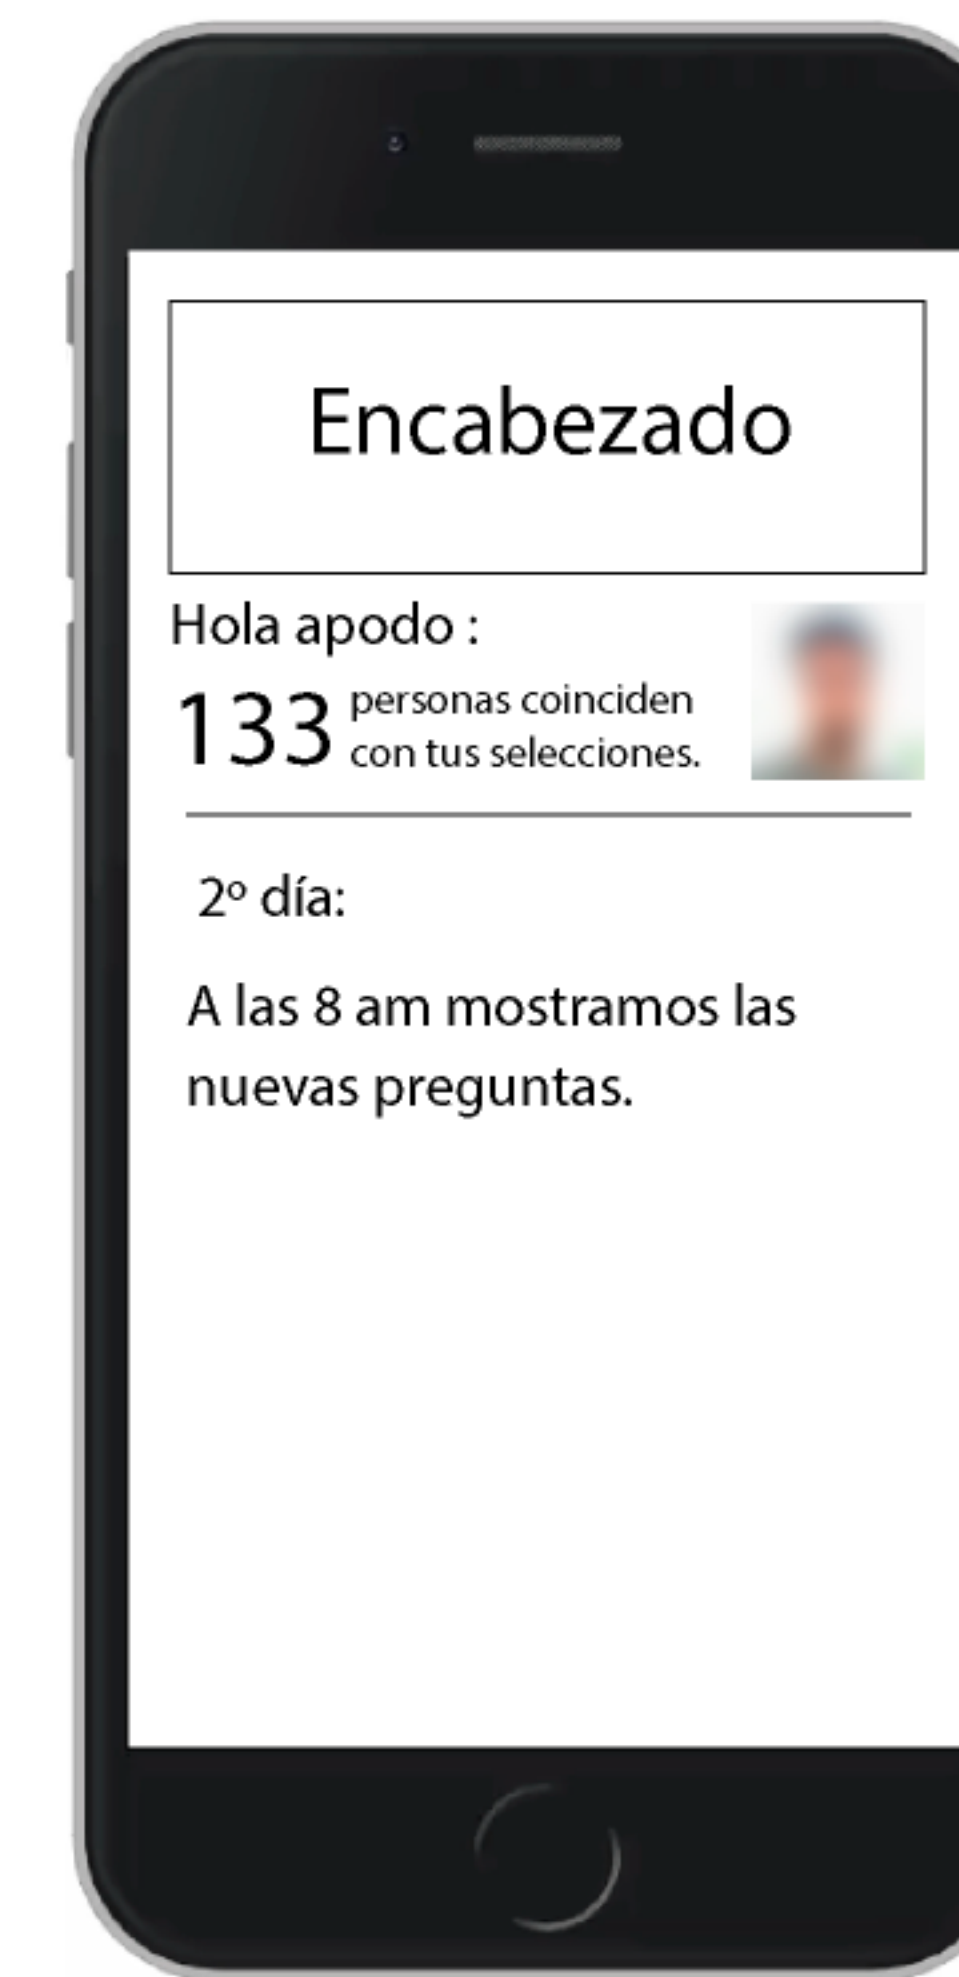 Encabezado
Hola apodo :
133 personas coinciden
con tus selecciones.
2º día:
A las 8 am mostramos las
nuevas preguntas.